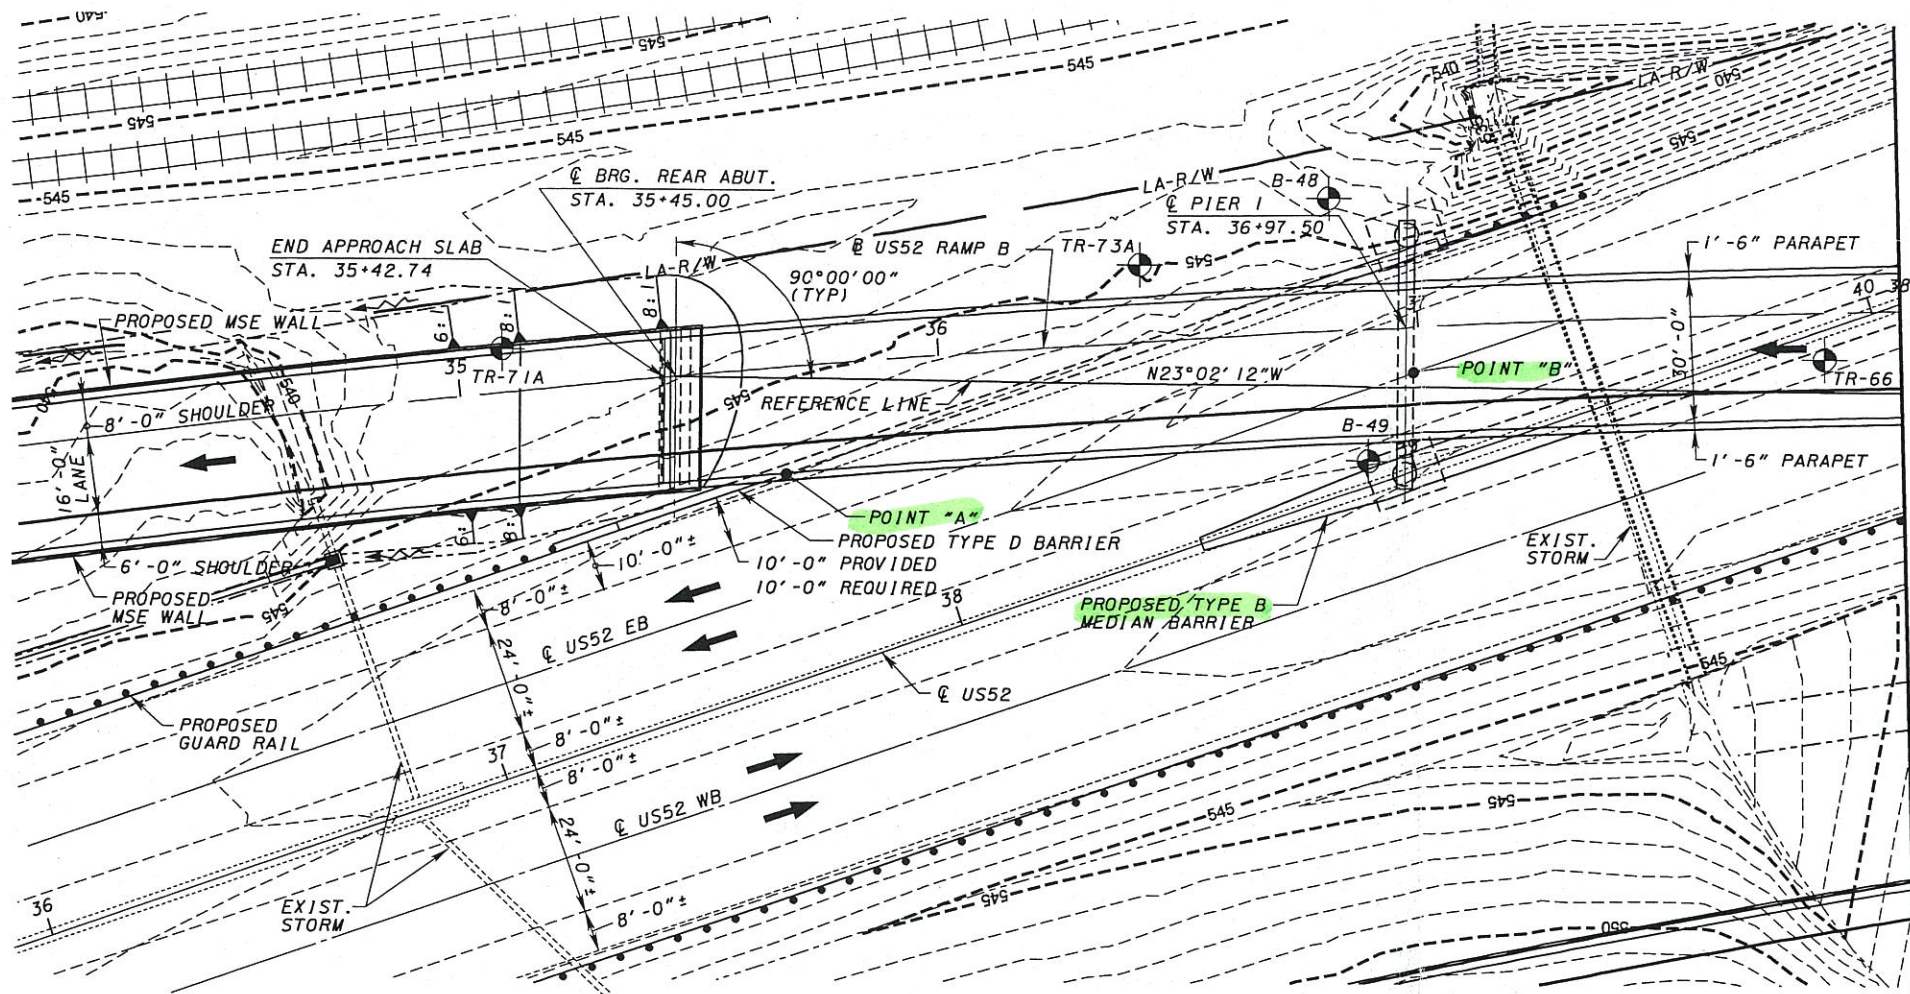 540
545
545
545
545
545
540
LA-R/W
540
545
℄ BRG. REAR ABUT.
STA. 35+45.00
LA-R/W
B-48
℄ PIER 1
STA. 36+97.50
END APPROACH SLAB
STA. 35+42.74
LA-R/W
90°00'00"
(TYP)
℄ US52 RAMP B
TR-73A
545
1'-6" PARAPET
40
PROPOSED MSE WALL
6:1
8:1
8:1
35
TR-71A
36
37
30'-0"
N23°02'12"W
POINT "B"
TR-66
540
550
8'-0" SHOULDER
545
REFERENCE LINE
B-49
16'-0"
LANE
1'-6" PARAPET
POINT "A"
6:1
8:1
PROPOSED TYPE D BARRIER
10'-0"±
10'-0" PROVIDED
10'-0" REQUIRED
6'-0" SHOULDER
PROPOSED
MSE WALL
545
8'-0"±
38
PROPOSED TYPE B
MEDIAN BARRIER
EXIST.
STORM
℄ US52 EB
24'-0"±
545
℄ US52
PROPOSED
GUARD RAIL
37
8'-0"±
8'-0"±
℄ US52 WB
24'-0"±
545
545
36
EXIST.
STORM
8'-0"±
545
550